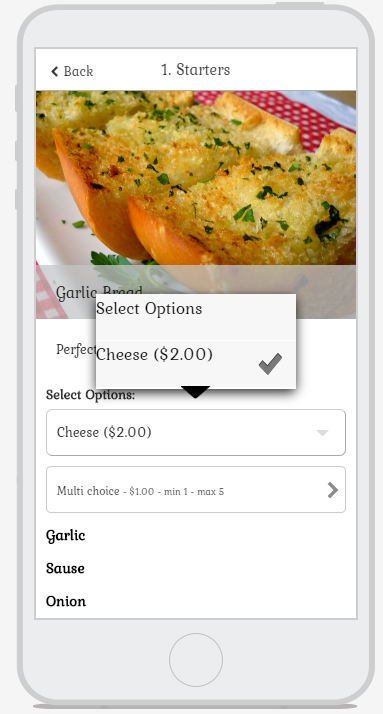 Back
1. Starters
Garlic Bread
Select Options
Perfect
Cheese ($2.00)
Select Options:
Cheese ($2.00)
Multi choice - $1.00 - min 1 - max 5
Garlic
Sause
Onion